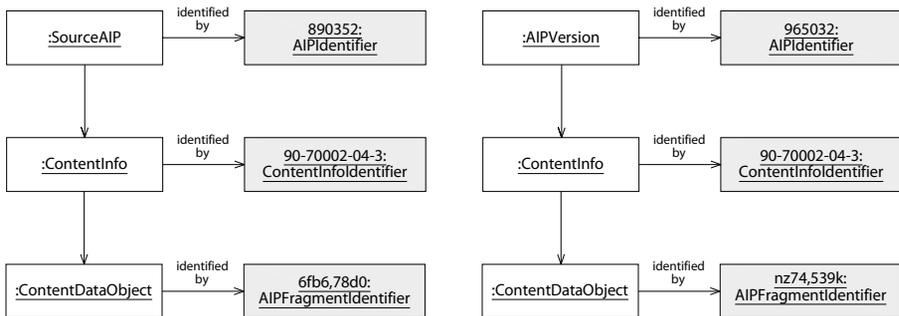 :SourceAIP
identified
by
890352:
AIPIdentifier
:ContentInfo
identified
by
90-70002-04-3:
ContentInfoIdentifier
:ContentDataObject
identified
by
6fb6,78d0:
AIPFragmentIdentifier
:AIPVersion
identified
by
965032:
AIPIdentifier
:ContentInfo
identified
by
90-70002-04-3:
ContentInfoIdentifier
:ContentDataObject
identified
by
nz74,539k:
AIPFragmentIdentifier